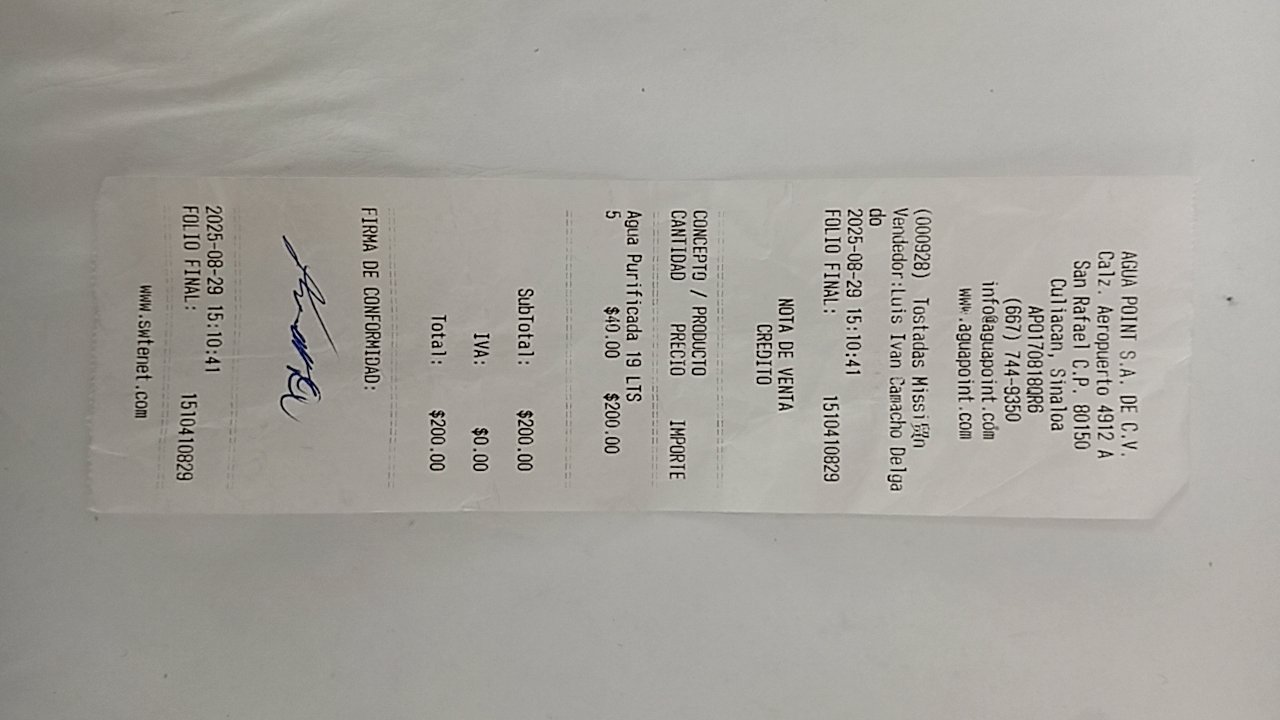 AGUA POINT S.A. DE C.V.
Calz. Aeropuerto 4912 A
San Rafael C.P. 80150
Culiacan, Sinaloa
APO170818QR6
(667) 744-9350
info@aguapoint.com
www.aguapoint.com
(000928) Tostadas
Vendedor:Luis Ivan Camacho Delga
do
2025-08-29 15:10:41
FOLIO FINAL: 1510410829
NOTA DE VENTA
CREDITO
CONCEPTO / PRODUCTO
CANTIDAD PRECIO IMPORTE
Agua Purificada 19 LTS
5 $40.00 $200.00
SubTotal: $200.00
IVA: $0.00
Total: $200.00
FIRMA DE CONFORMIDAD:
2025-08-29 15:10:41
FOLIO FINAL: 1510410829
www.swtenet.com